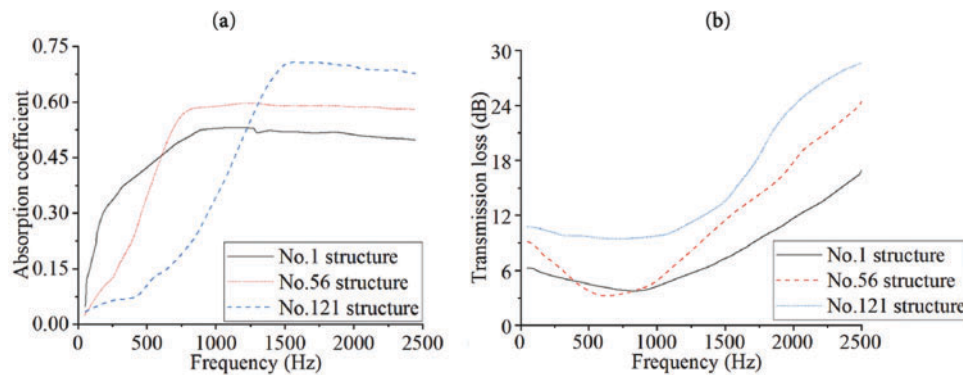 (a)
Absorption coefficient
0.75
0.60
0.45
0.30
0.15
0.00
No.1 structure
No.56 structure
No.121 structure
0 500 1000 1500 2000 2500
Frequency (Hz)
(b)
Transmission loss (dB)
30
24
18
12
6
0
No.1 structure
No.56 structure
No.121 structure
0 500 1000 1500 2000 2500
Frequency (Hz)